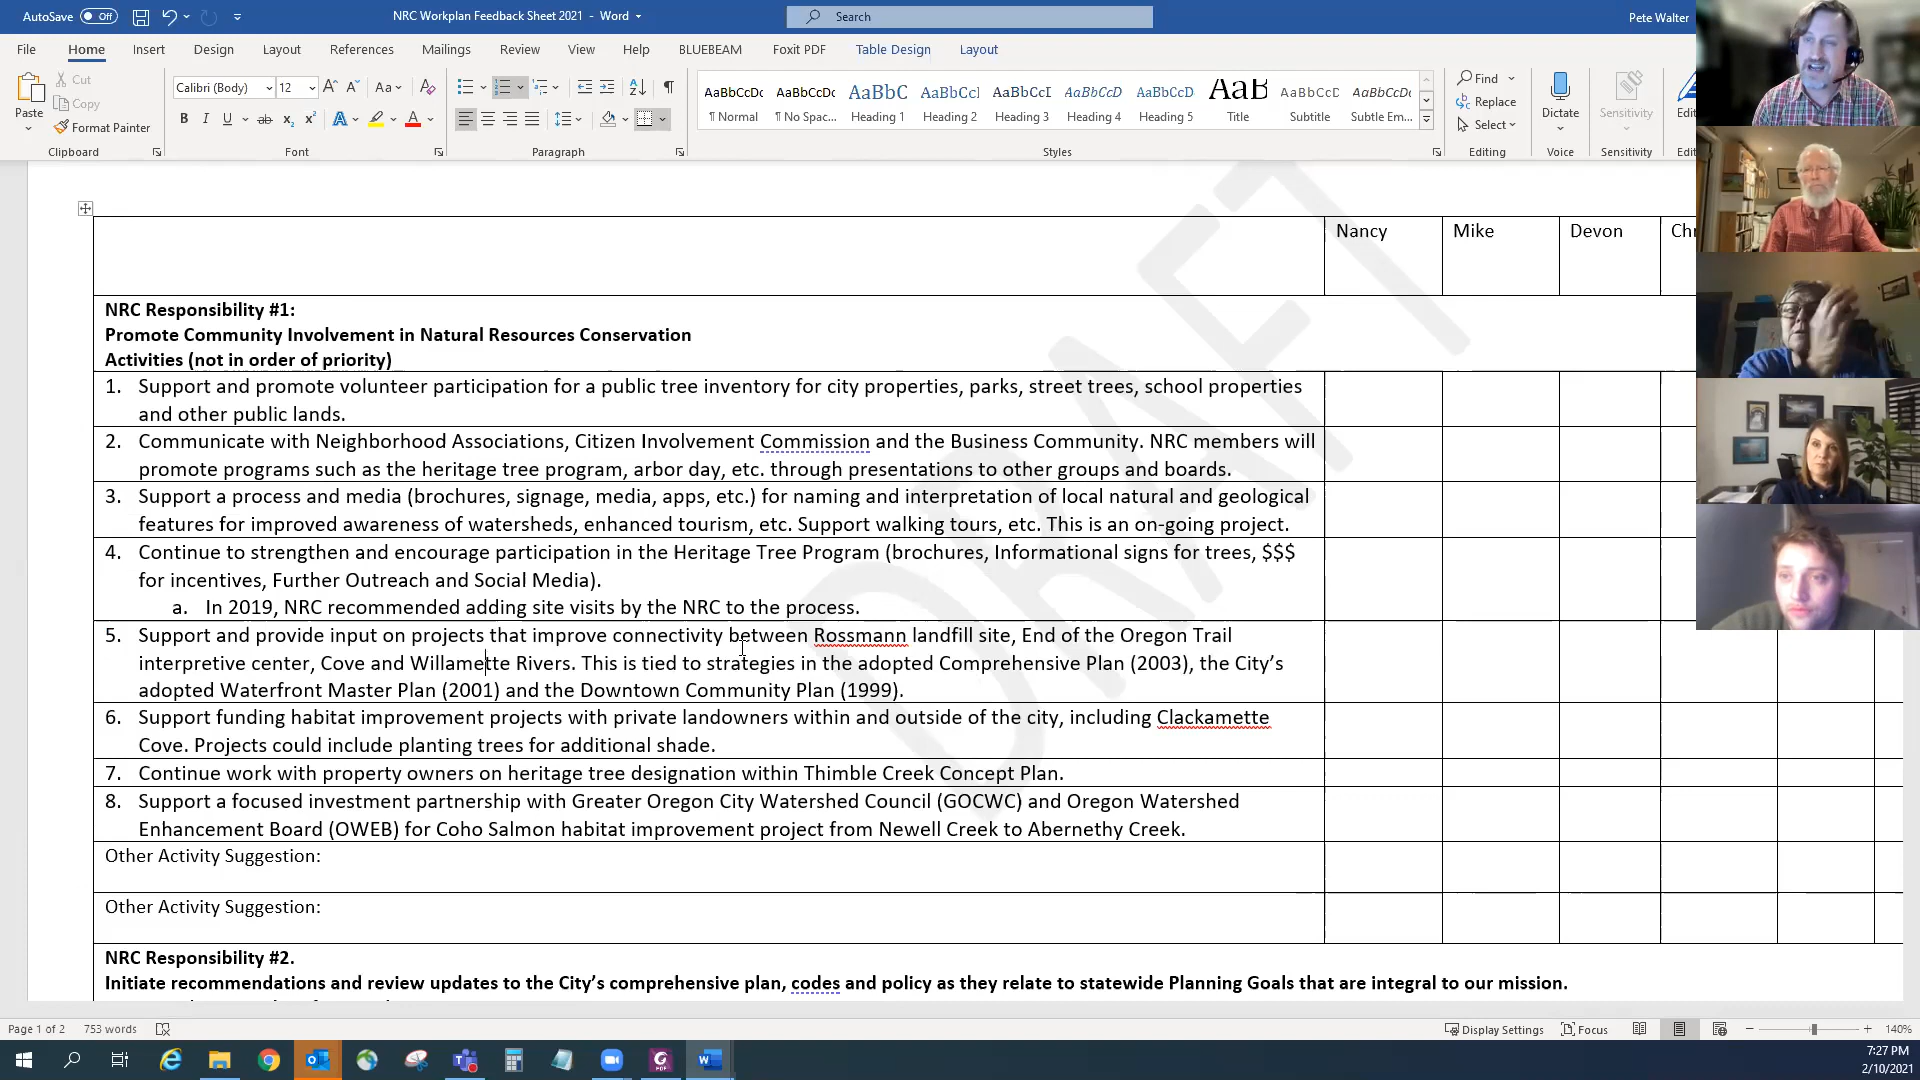 AutoSave Off NRC Workplan Feedback Sheet 2021 - Word Search Pete Walter
File Home Insert Design Layout References Mailings Review View Help BLUEBEAM Foxit PDF Table Design Layout
Paste Cut Copy Format Painter
Calibri (Body) 12
AaBbCcDc AaBbCcDc AaBbC AaBbCcI AaBbCcI AaBbCcD AaBbCcD AaB AaBbCcD AaBbCcDc
¶ Normal ¶ No Spac... Heading 1 Heading 2 Heading 3 Heading 4 Heading 5 Title Subtitle Subtle Em...
Find Replace Select Dictate Sensitivity Edit
Clipboard Font Paragraph Styles Editing Voice Sensitivity Edit
DRAFT
Nancy Mike Devon Chr
NRC Responsibility #1:
Promote Community Involvement in Natural Resources Conservation
Activities (not in order of priority)
1. Support and promote volunteer participation for a public tree inventory for city properties, parks, street trees, school properties
and other public lands.
2. Communicate with Neighborhood Associations, Citizen Involvement Commission and the Business Community. NRC members will
promote programs such as the heritage tree program, arbor day, etc. through presentations to other groups and boards.
3. Support a process and media (brochures, signage, media, apps, etc.) for naming and interpretation of local natural and geological
features for improved awareness of watersheds, enhanced tourism, etc. Support walking tours, etc. This is an on-going project.
4. Continue to strengthen and encourage participation in the Heritage Tree Program (brochures, Informational signs for trees, $$$
for incentives, Further Outreach and Social Media).
a. In 2019, NRC recommended adding site visits by the NRC to the process.
5. Support and provide input on projects that improve connectivity between Rossmann landfill site, End of the Oregon Trail
interpretive center, Cove and Willamette Rivers. This is tied to strategies in the adopted Comprehensive Plan (2003), the City's
adopted Waterfront Master Plan (2001) and the Downtown Community Plan (1999).
6. Support funding habitat improvement projects with private landowners within and outside of the city, including Clackamette
Cove. Projects could include planting trees for additional shade.
7. Continue work with property owners on heritage tree designation within Thimble Creek Concept Plan.
8. Support a focused investment partnership with Greater Oregon City Watershed Council (GOCWC) and Oregon Watershed
Enhancement Board (OWEB) for Coho Salmon habitat improvement project from Newell Creek to Abernethy Creek.
Other Activity Suggestion:
Other Activity Suggestion:
NRC Responsibility #2.
Initiate recommendations and review updates to the City's comprehensive plan, codes and policy as they relate to statewide Planning Goals that are integral to our mission.
Page 1 of 2 753 words Display Settings Focus 140%
7:27 PM
2/10/2021